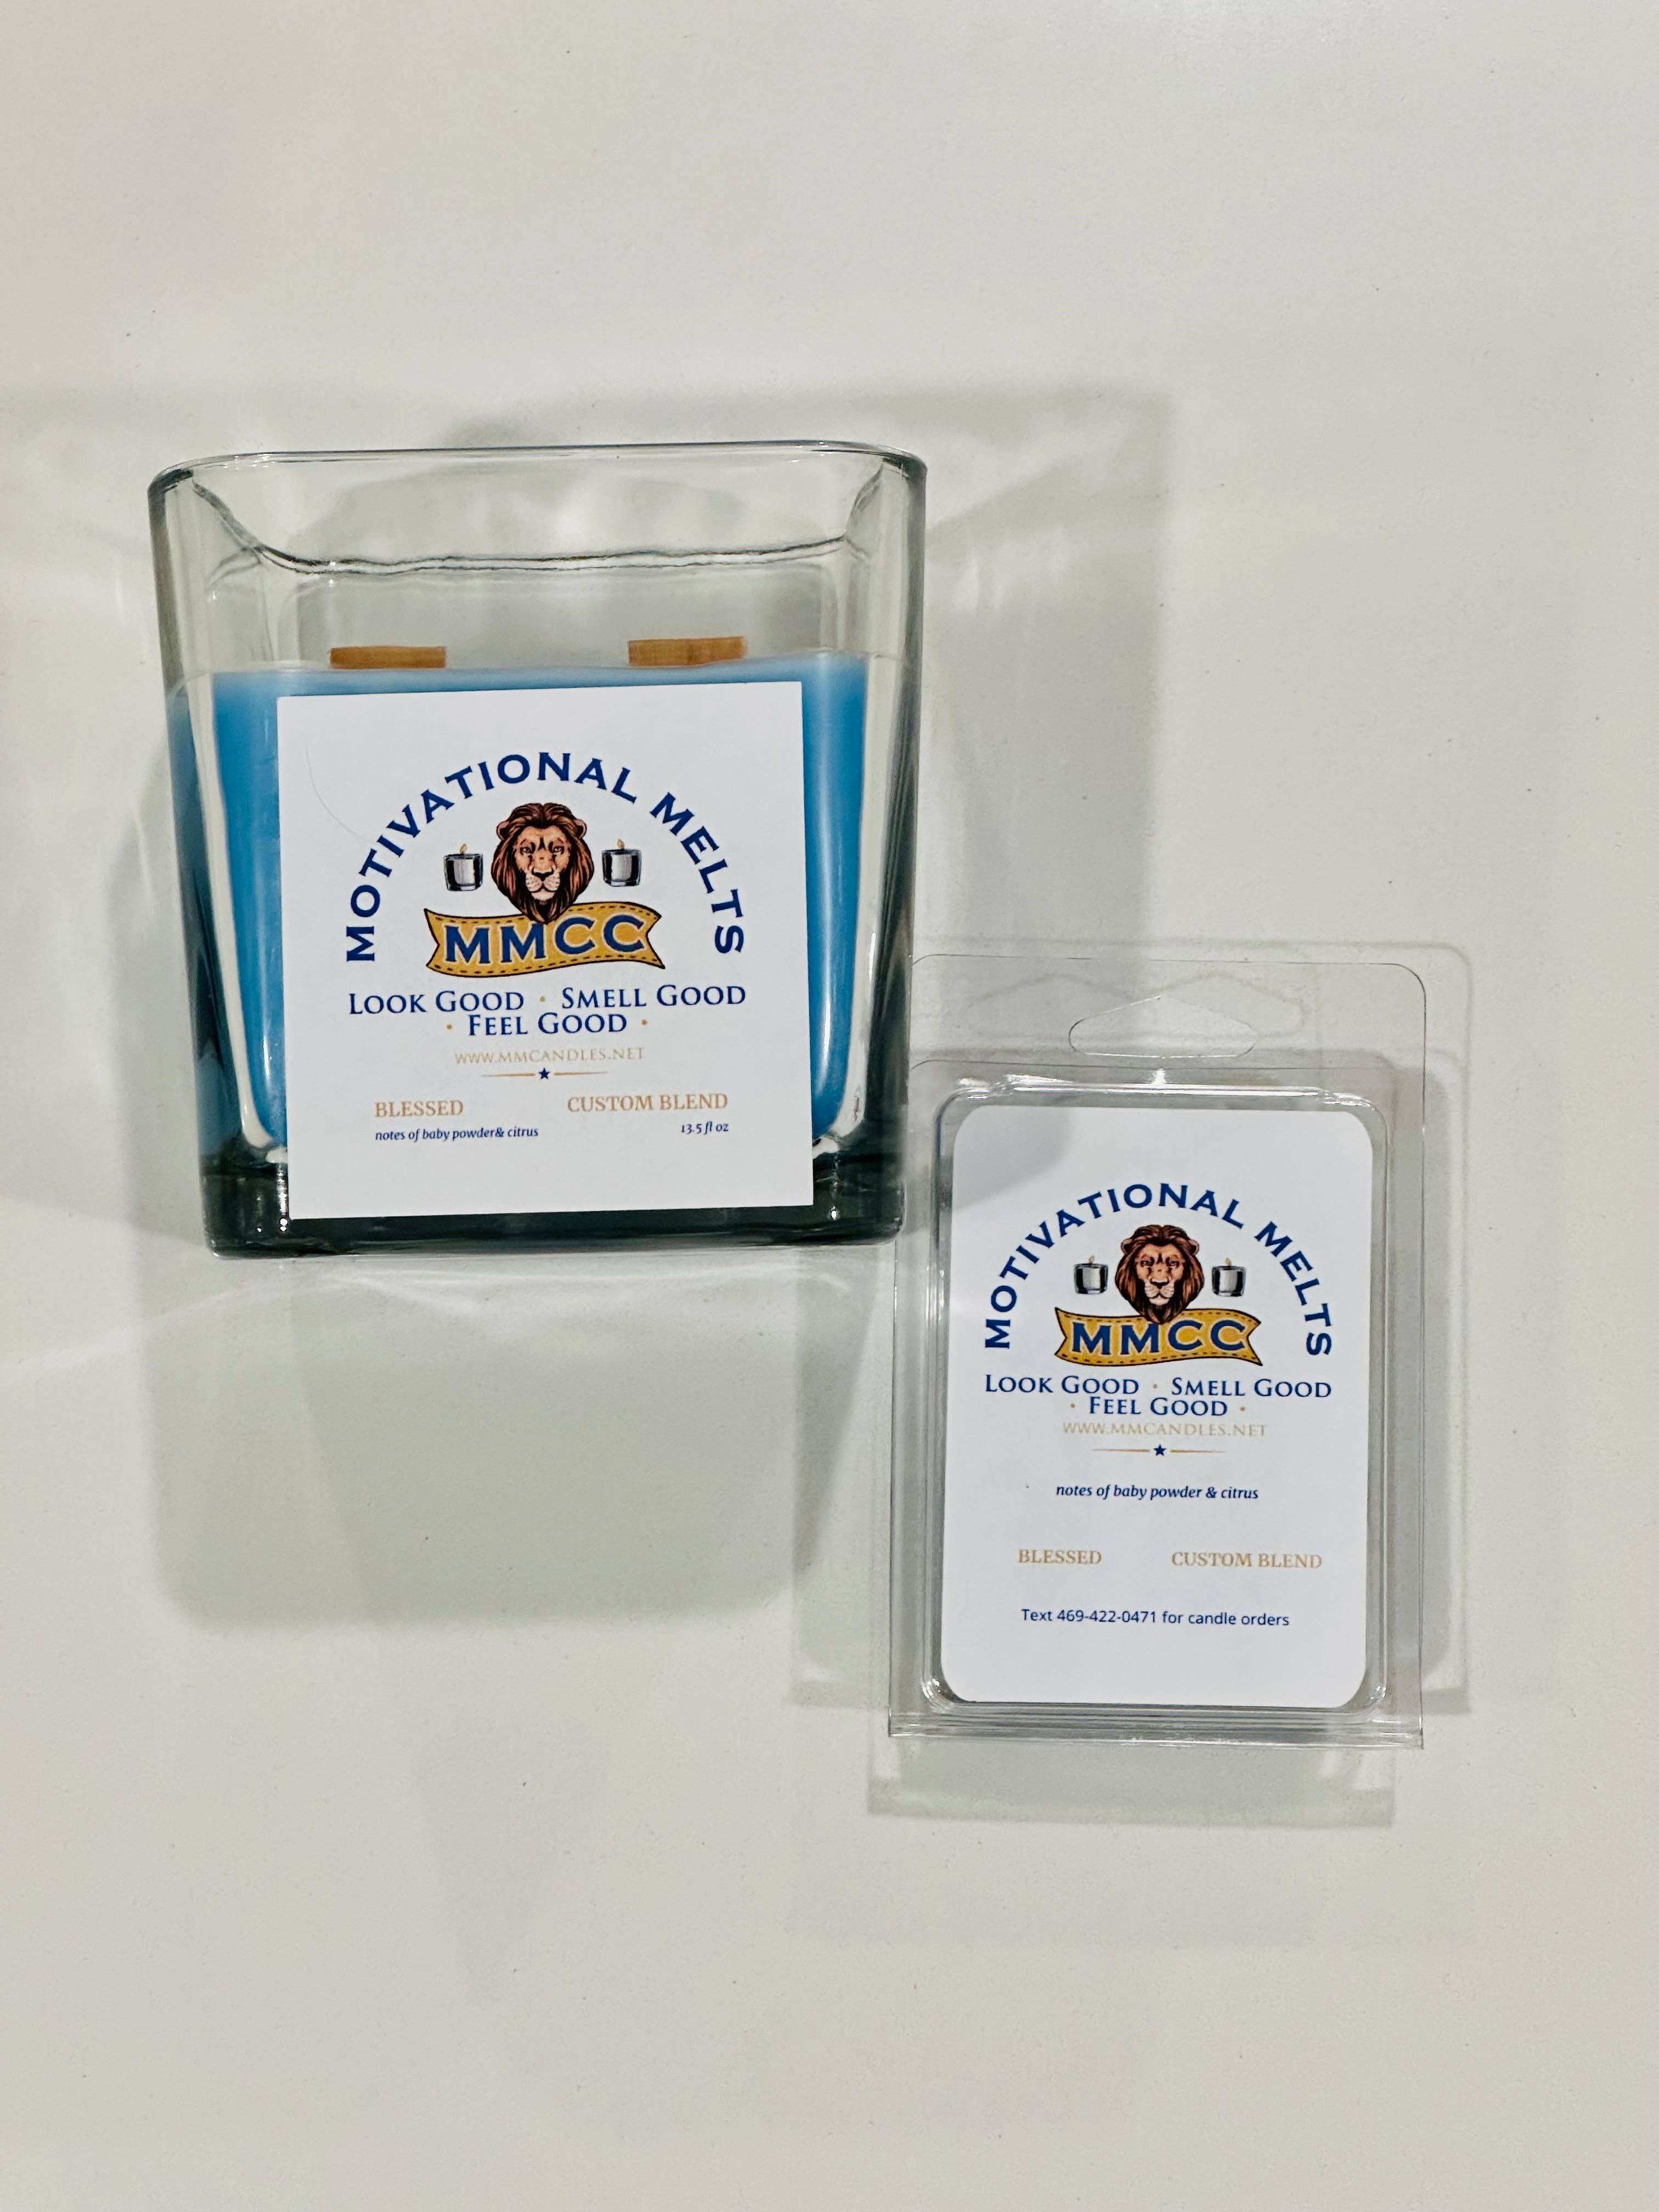 MOTIVATIONAL MELTS
MMCC
LOOK GOOD · SMELL GOOD
· FEEL GOOD ·
WWW.MMCANDLES.NET
BLESSED CUSTOM BLEND
notes of baby powder& citrus 13.5 fl oz
MOTIVATIONAL MELTS
MMCC
LOOK GOOD · SMELL GOOD
· FEEL GOOD ·
WWW.MMCANDLES.NET
notes of baby powder & citrus
BLESSED CUSTOM BLEND
Text 469-422-0471 for candle orders